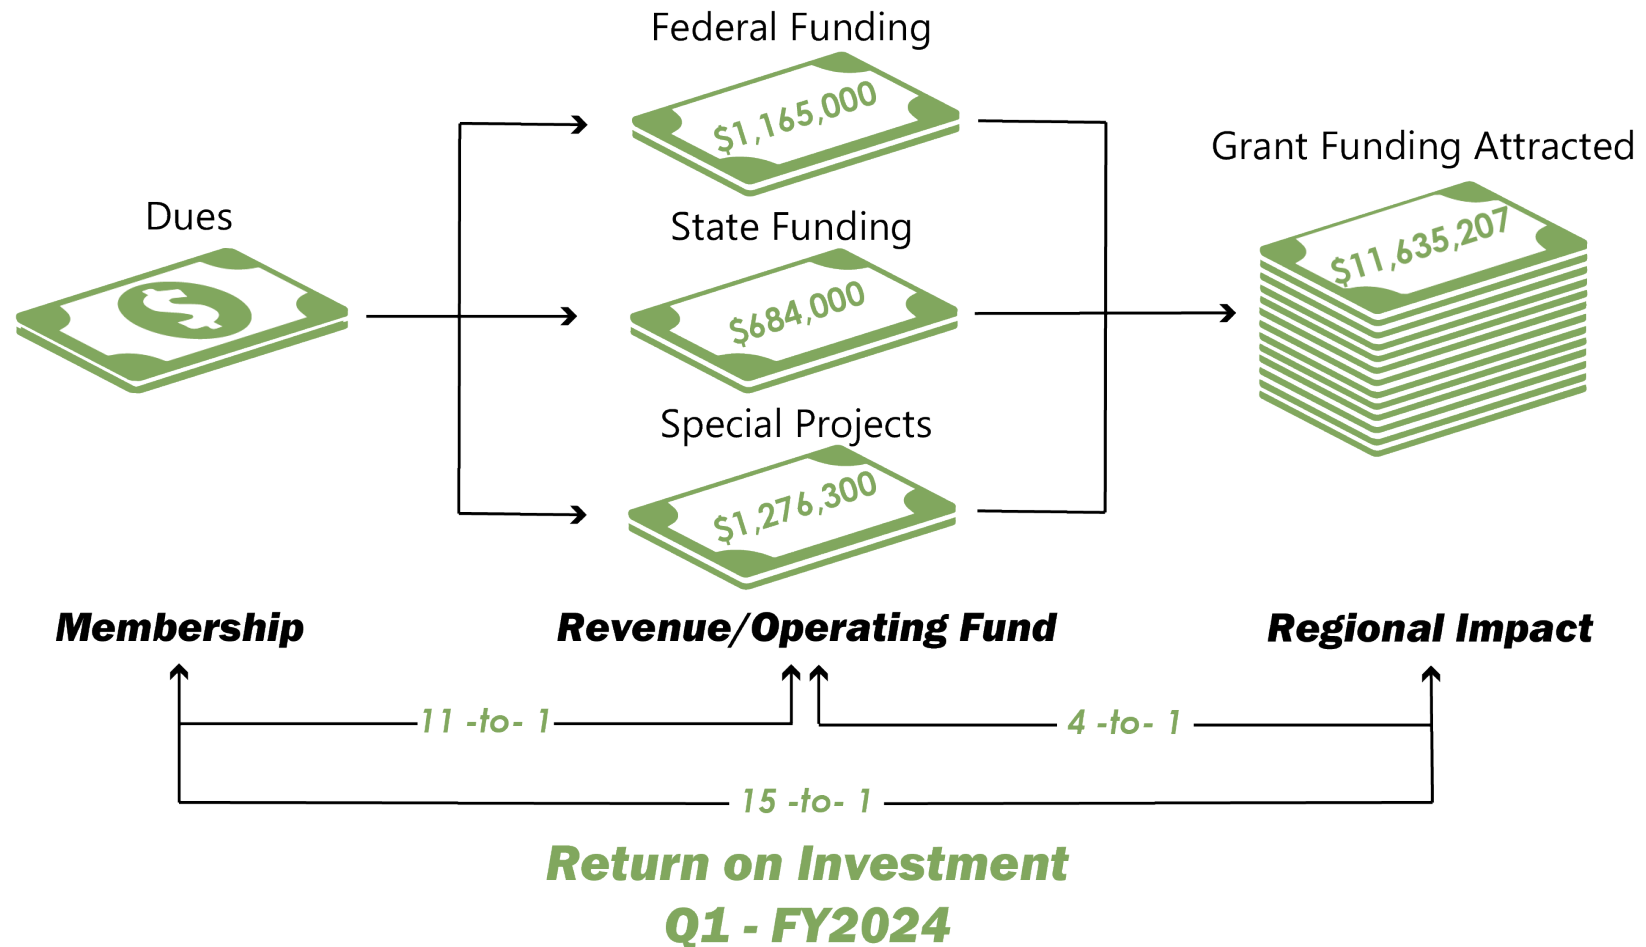 Federal Funding
$1,165,000
Grant Funding Attracted
$11,635,207
Dues
$
State Funding
$684,000
Special Projects
$1,276,300
Membership
Revenue/Operating Fund
Regional Impact
11 -to- 1
4 -to- 1
15 -to- 1
Return on Investment
Q1 - FY2024